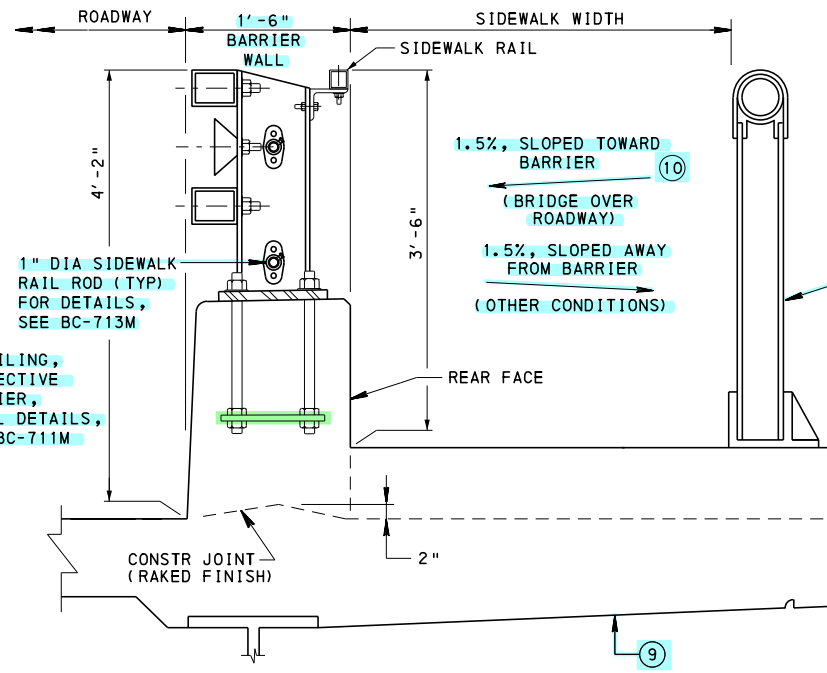 ROADWAY
1'-6"
BARRIER
WALL
SIDEWALK WIDTH
SIDEWALK RAIL
4'-2"
3'-6"
1.5%, SLOPED TOWARD
BARRIER
10
(BRIDGE OVER
ROADWAY)
1.5%, SLOPED AWAY
FROM BARRIER
(OTHER CONDITIONS)
1" DIA SIDEWALK
RAIL ROD (TYP)
FOR DETAILS,
SEE BC-713M
ILING,
ECTIVE
IER,
L DETAILS,
BC-711M
REAR FACE
CONSTR JOINT
(RAKED FINISH)
2"
9